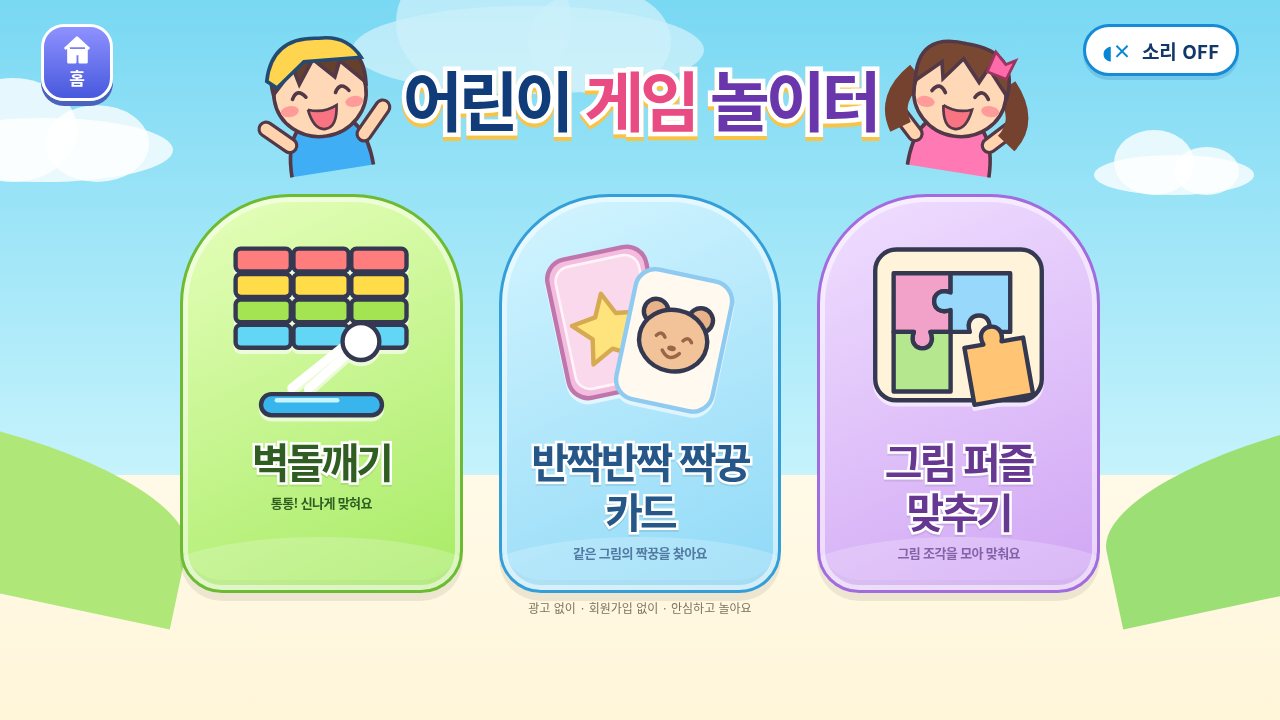 홈
어린이 게임 놀이터
소리 OFF
벽돌깨기
통통! 신나게 맞혀요
반짝반짝 짝꿍
카드
같은 그림의 짝꿍을 찾아요
그림 퍼즐
맞추기
그림 조각을 모아 맞춰요
광고 없이 · 회원가입 없이 · 안심하고 놀아요